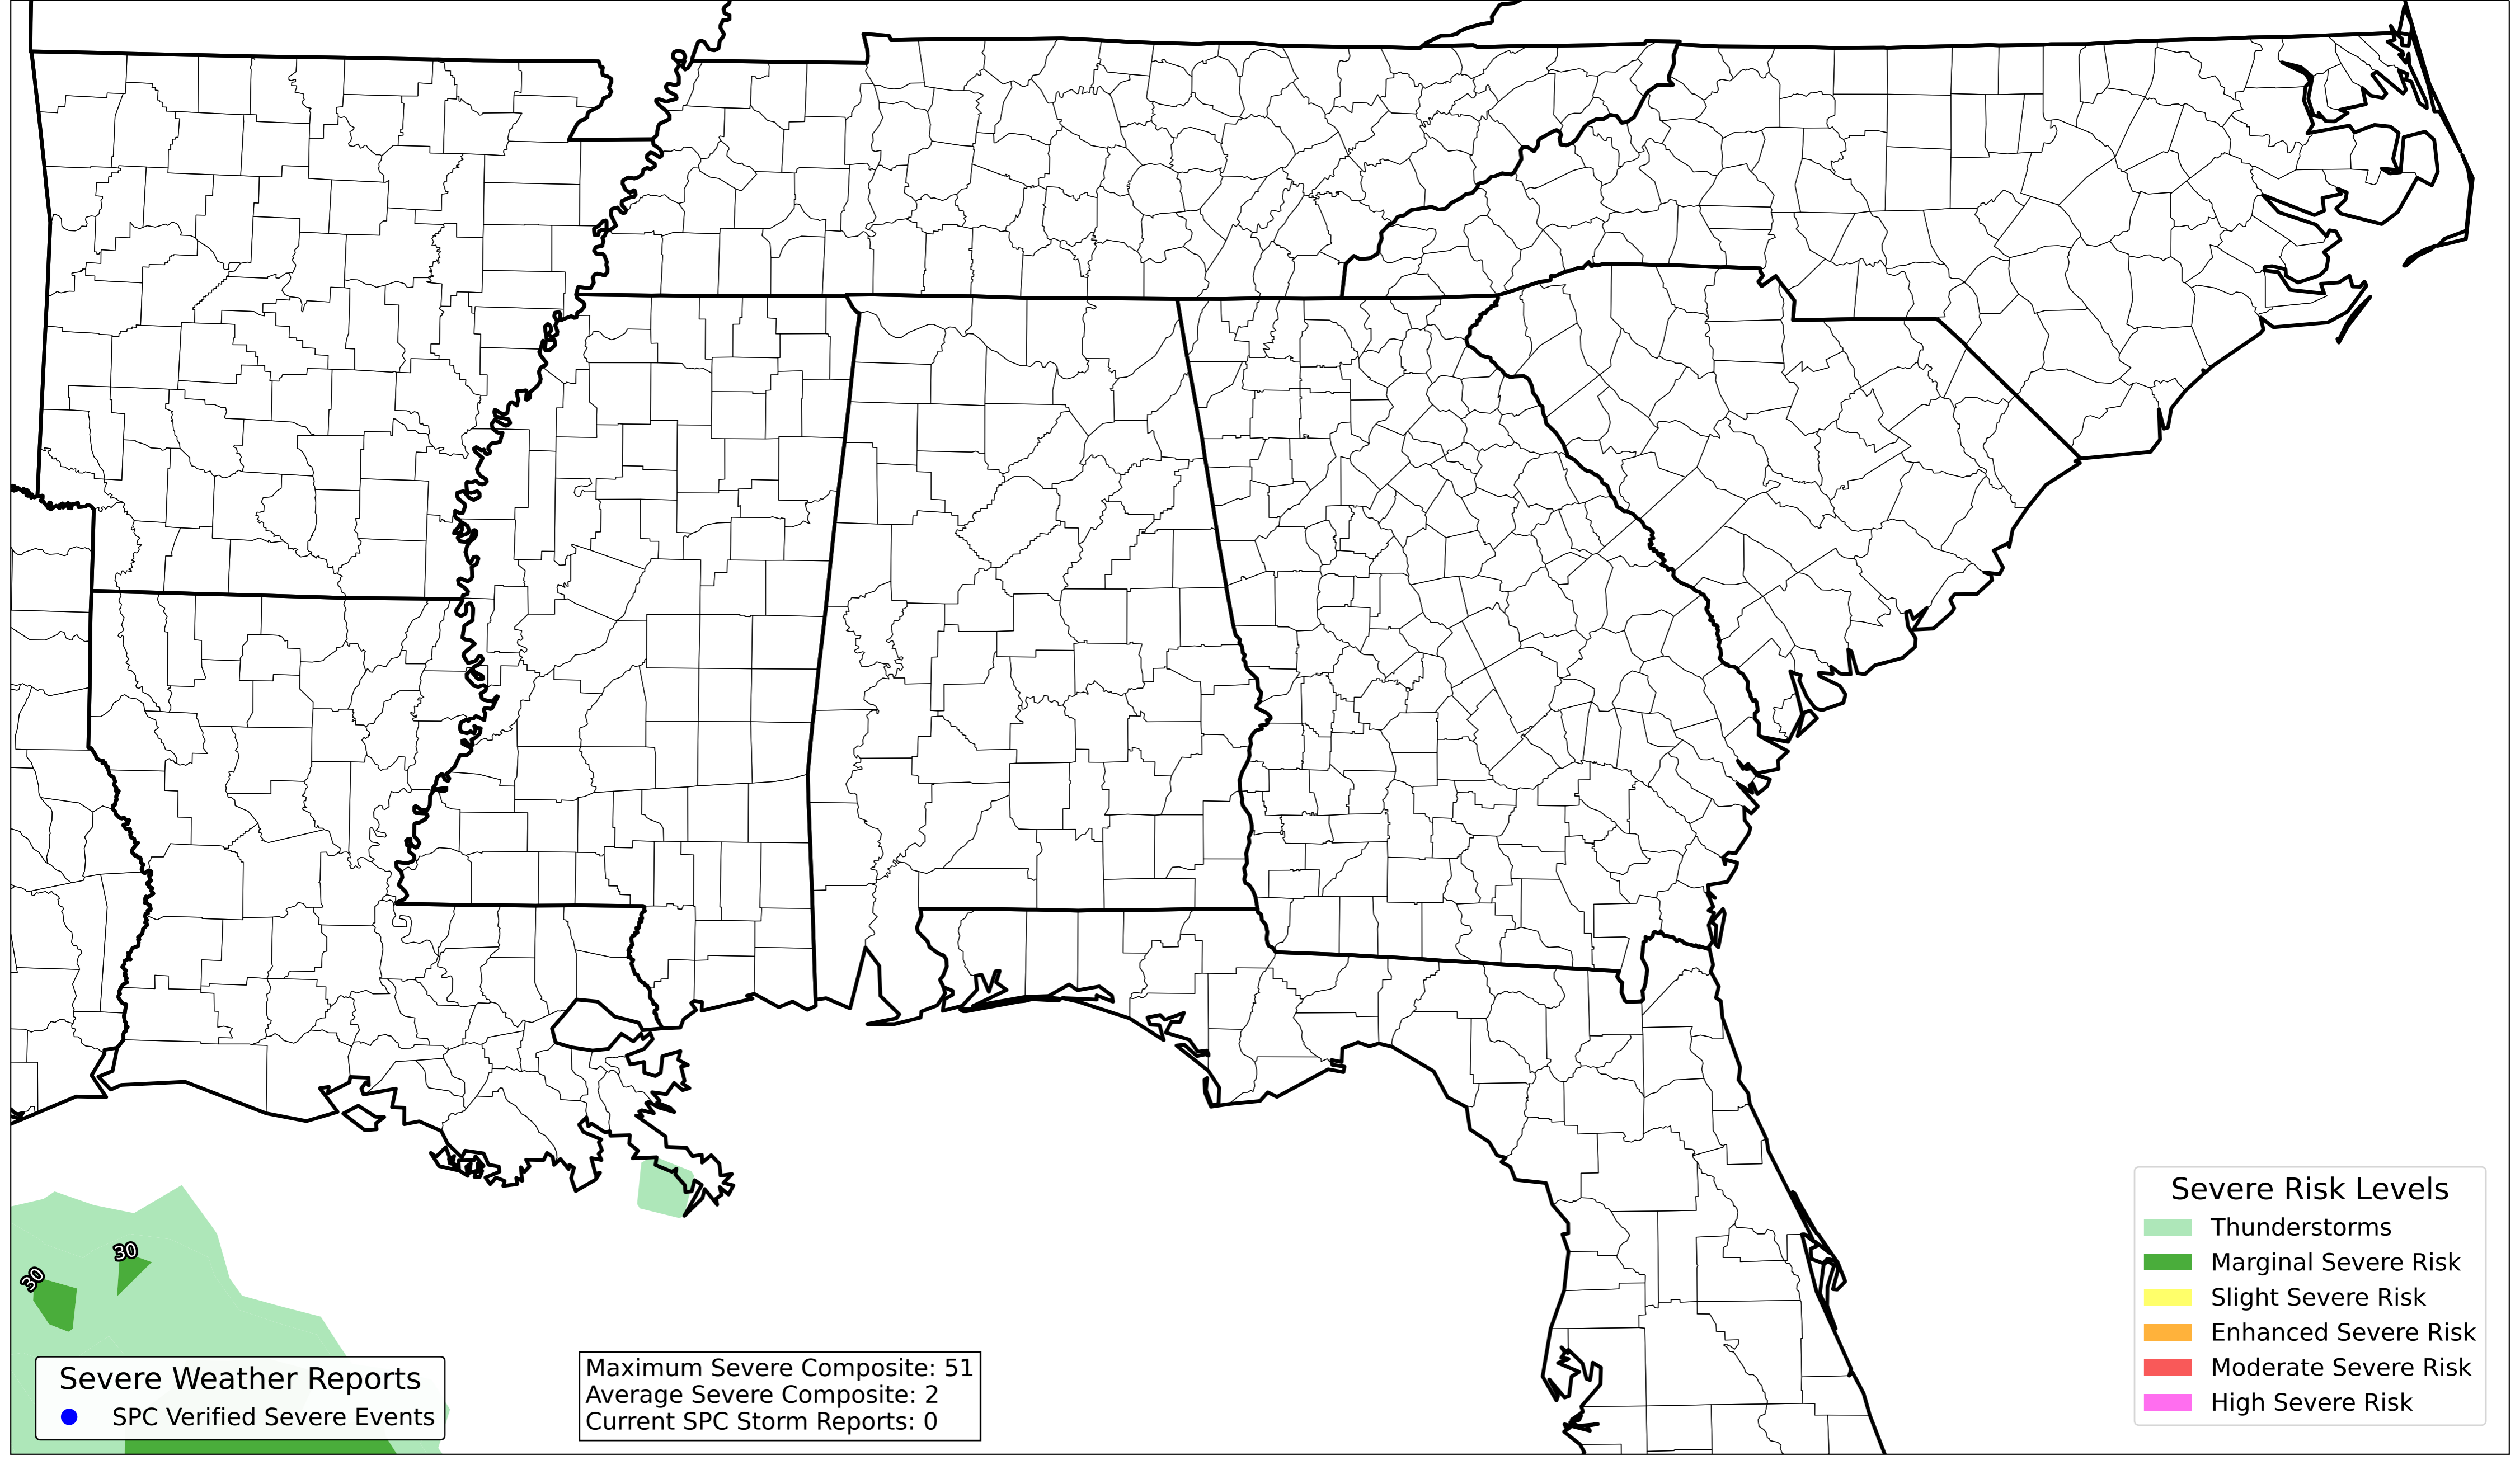 30
30
Severe Weather Reports
SPC Verified Severe Events
Maximum Severe Composite: 51
Average Severe Composite: 2
Current SPC Storm Reports: 0
Severe Risk Levels
Thunderstorms
Marginal Severe Risk
Slight Severe Risk
Enhanced Severe Risk
Moderate Severe Risk
High Severe Risk